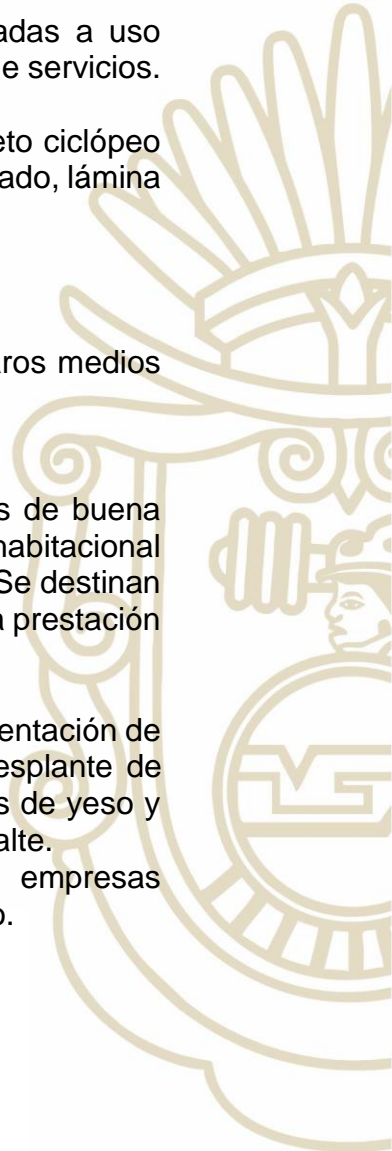 adas a uso
e servicios.
eto ciclópeo
ado, lámina
aros medios
s de buena
habitacional
Se destinan
a prestación
entación de
esplante de
s de yeso y
alte.
empresas
o.